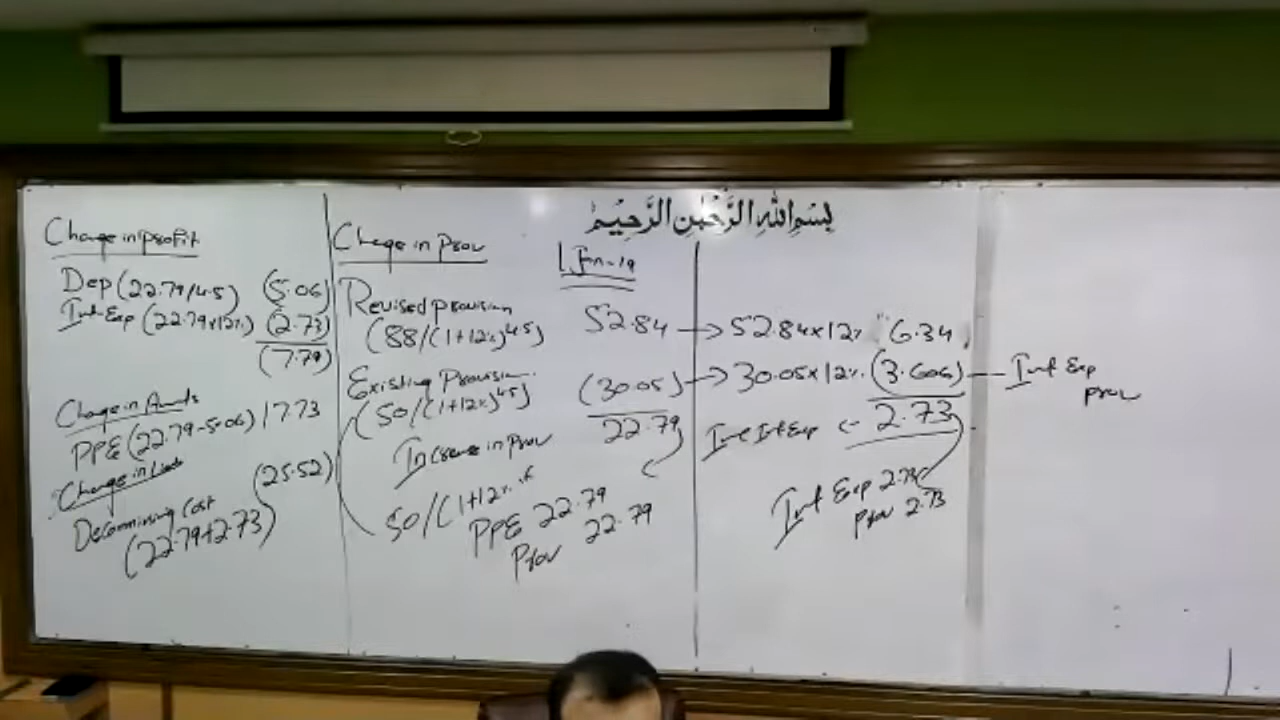 بِسْمِ اللهِ الرَّحْمٰنِ الرَّحِيْمِ
Change in Profit
Dep (22.79/4.5) (5.06)
Int Exp (22.79x12%) (2.73)
(7.79)
Change in Assets
PPE (22.79-5.06) 17.73
Change in Liab
(25.52)
Decomissining Cost
(22.79+2.73)
Change in Prov
1 Jan-19
Revised provision
(88/(1+12%)^4.5) 52.84
Existing Provision
(50/(1+12%)^4.5) (30.05)
Increase in Prov 22.79
50/(1+12%
PPE 22.79
Prov 22.79
→ 52.84x12% 6.34
→ 30.05x12% (3.606) — Int Exp
Prov
Int Exp ← 2.73
Int Exp 2.73
Prov 2.73